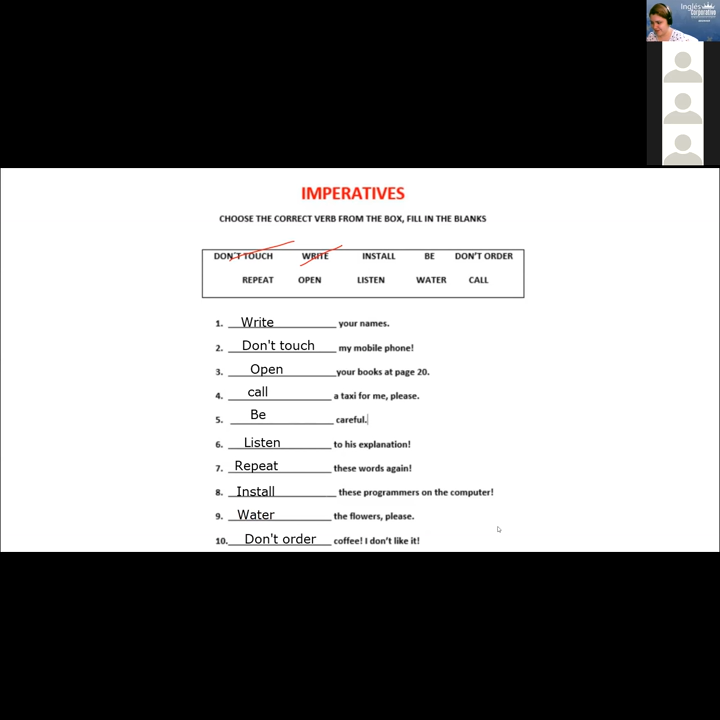 Inglés
corporativo
IMPERATIVES
CHOOSE THE CORRECT VERB FROM THE BOX, FILL IN THE BLANKS
DON'T TOUCH WRITE INSTALL BE DON'T ORDER
REPEAT OPEN LISTEN WATER CALL
1. Write your names.
2. Don't touch my mobile phone!
3. Open your books at page 20.
4. call a taxi for me, please.
5. Be careful.
6. Listen to his explanation!
7. Repeat these words again!
8. Install these programmers on the computer!
9. Water the flowers, please.
10. Don't order coffee! I don't like it!